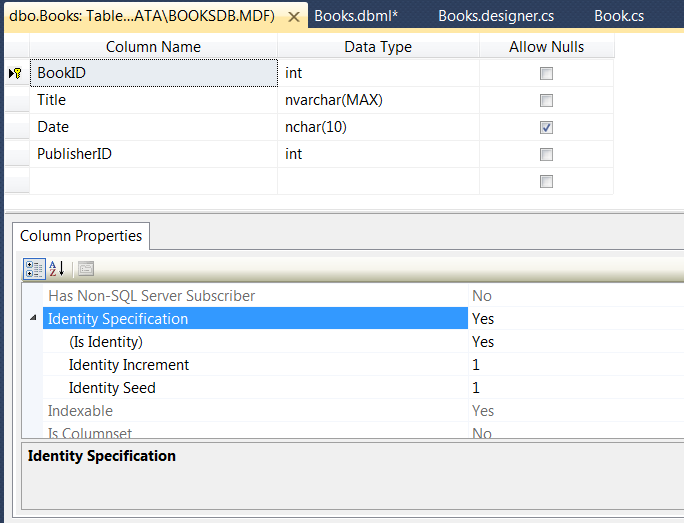 dbo.Books: Table...ATA\BOOKSDB.MDF) Books.dbml* Books.designer.cs Book.cs
Column Name Data Type Allow Nulls
BookID int
Title nvarchar(MAX)
Date nchar(10)
PublisherID int
Column Properties
Has Non-SQL Server Subscriber No
Identity Specification Yes
(Is Identity) Yes
Identity Increment 1
Identity Seed 1
Indexable Yes
Is Columnset No
Identity Specification